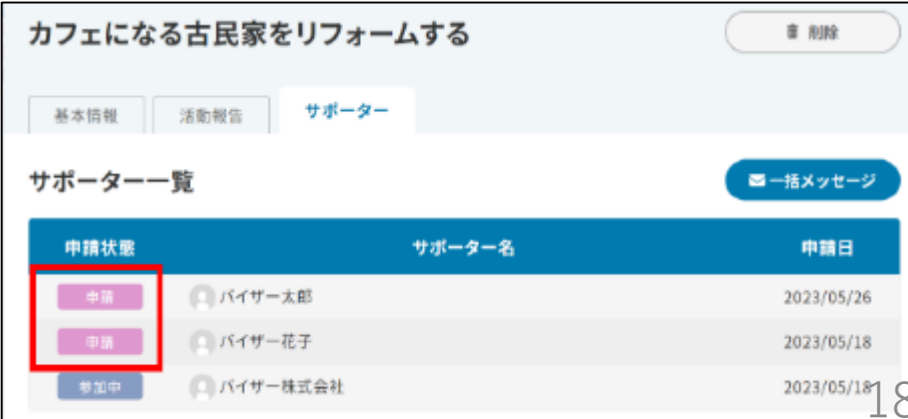 カフェになる古民家をリフォームする
削除
基本情報 活動報告 サポーター
サポーター一覧
一括メッセージ
申請状態 サポーター名 申請日
申請 バイザー太郎 2023/05/26
申請 バイザー花子 2023/05/18
参加中 バイザー株式会社 2023/05/18
18